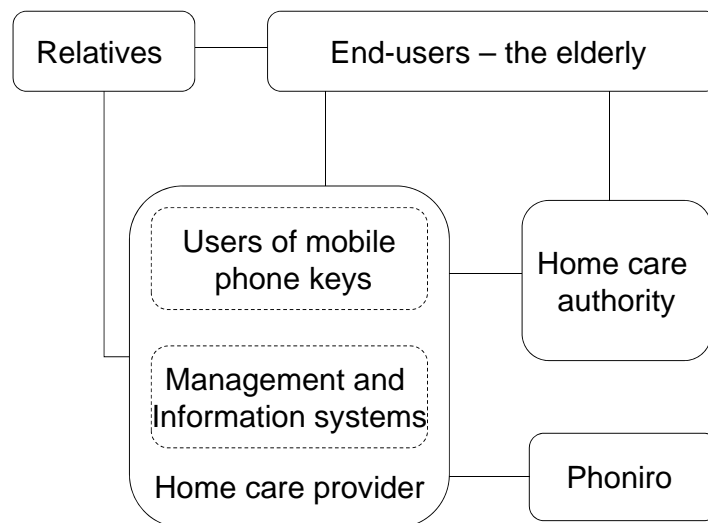 Relatives
End-users – the elderly
Users of mobile
phone keys
Home care
authority
Management and
Information systems
Home care provider
Phoniro